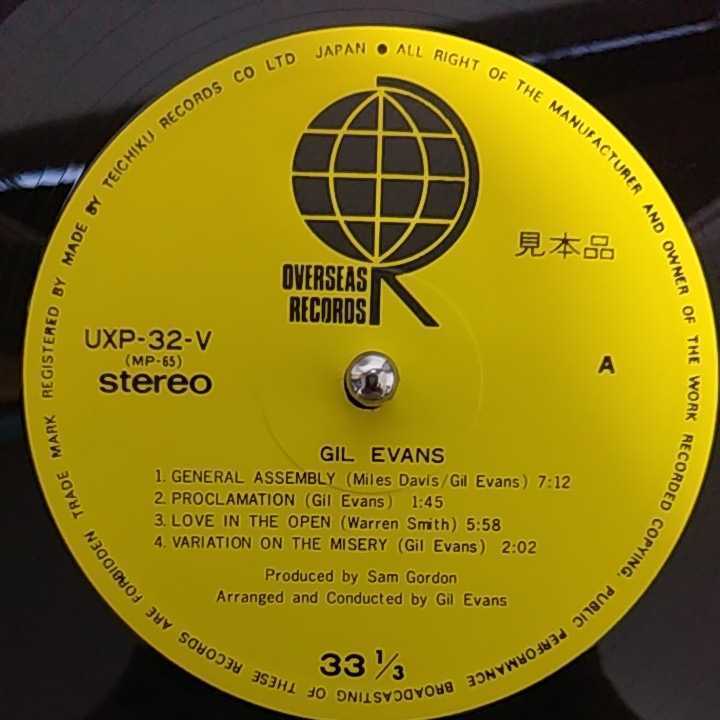 REGISTERED BY MADE BY TEICHIKU RECORDS CO LTD JAPAN ● ALL RIGHT OF THE MANUFACTURER AND OWNER OF THE WORK RECORDED COPYING, PUBLIC PERFORMANCE BROADCASTING OF THESE RECORDS ARE FORBIDDEN TRADE MARK
OVERSEAS
RECORDS
見本品
UXP-32-V
(MP-65)
stereo
A
GIL EVANS
1. GENERAL ASSEMBLY (Miles Davis/Gil Evans) 7:12
2. PROCLAMATION (Gil Evans) 1:45
3. LOVE IN THE OPEN (Warren Smith) 5:58
4. VARIATION ON THE MISERY (Gil Evans) 2:02
Produced by Sam Gordon
Arranged and Conducted by Gil Evans
33 1/3